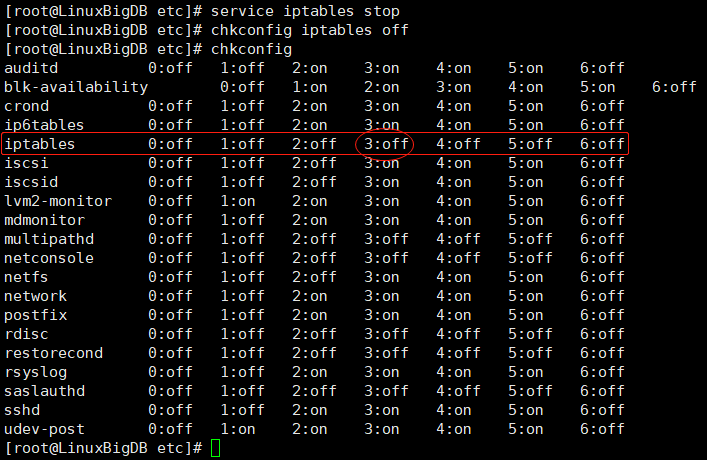 [root@LinuxBigDB etc]# service iptables stop
[root@LinuxBigDB etc]# chkconfig iptables off
[root@LinuxBigDB etc]# chkconfig
auditd          0:off   1:off   2:on    3:on    4:on    5:on    6:off
blk-availability        0:off   1:on    2:on    3:on    4:on    5:on    6:off
crond           0:off   1:off   2:on    3:on    4:on    5:on    6:off
ip6tables       0:off   1:off   2:on    3:on    4:on    5:on    6:off
iptables        0:off   1:off   2:off   3:off   4:off   5:off   6:off
iscsi           0:off   1:off   2:off   3:on    4:on    5:on    6:off
iscsid          0:off   1:off   2:off   3:on    4:on    5:on    6:off
lvm2-monitor    0:off   1:on    2:on    3:on    4:on    5:on    6:off
mdmonitor       0:off   1:off   2:on    3:on    4:on    5:on    6:off
multipathd      0:off   1:off   2:off   3:off   4:off   5:off   6:off
netconsole      0:off   1:off   2:off   3:off   4:off   5:off   6:off
netfs           0:off   1:off   2:off   3:on    4:on    5:on    6:off
network         0:off   1:off   2:on    3:on    4:on    5:on    6:off
postfix         0:off   1:off   2:on    3:on    4:on    5:on    6:off
rdisc           0:off   1:off   2:off   3:off   4:off   5:off   6:off
restorecond     0:off   1:off   2:off   3:off   4:off   5:off   6:off
rsyslog         0:off   1:off   2:on    3:on    4:on    5:on    6:off
saslauthd       0:off   1:off   2:off   3:off   4:off   5:off   6:off
sshd            0:off   1:off   2:on    3:on    4:on    5:on    6:off
udev-post       0:off   1:on    2:on    3:on    4:on    5:on    6:off
[root@LinuxBigDB etc]#